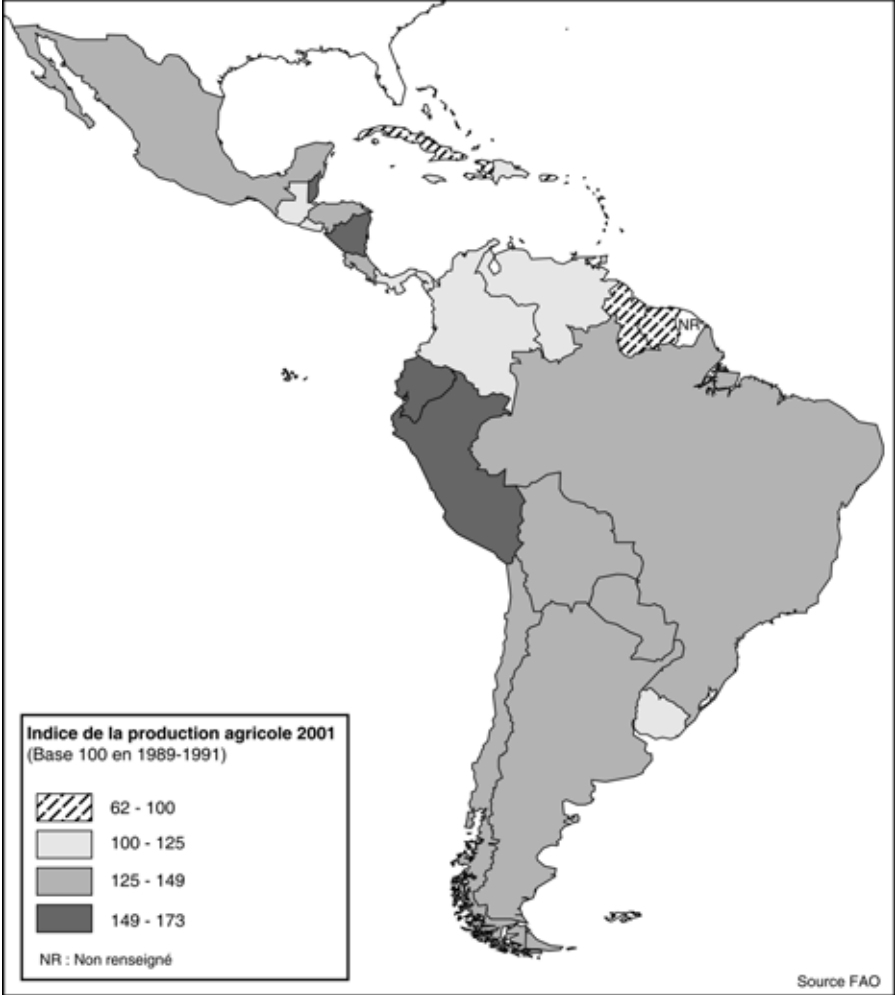 NR
Indice de la production agricole 2001
(Base 100 en 1989-1991)
62 - 100
100 - 125
125 - 149
149 - 173
NR : Non renseigné
Source FAO